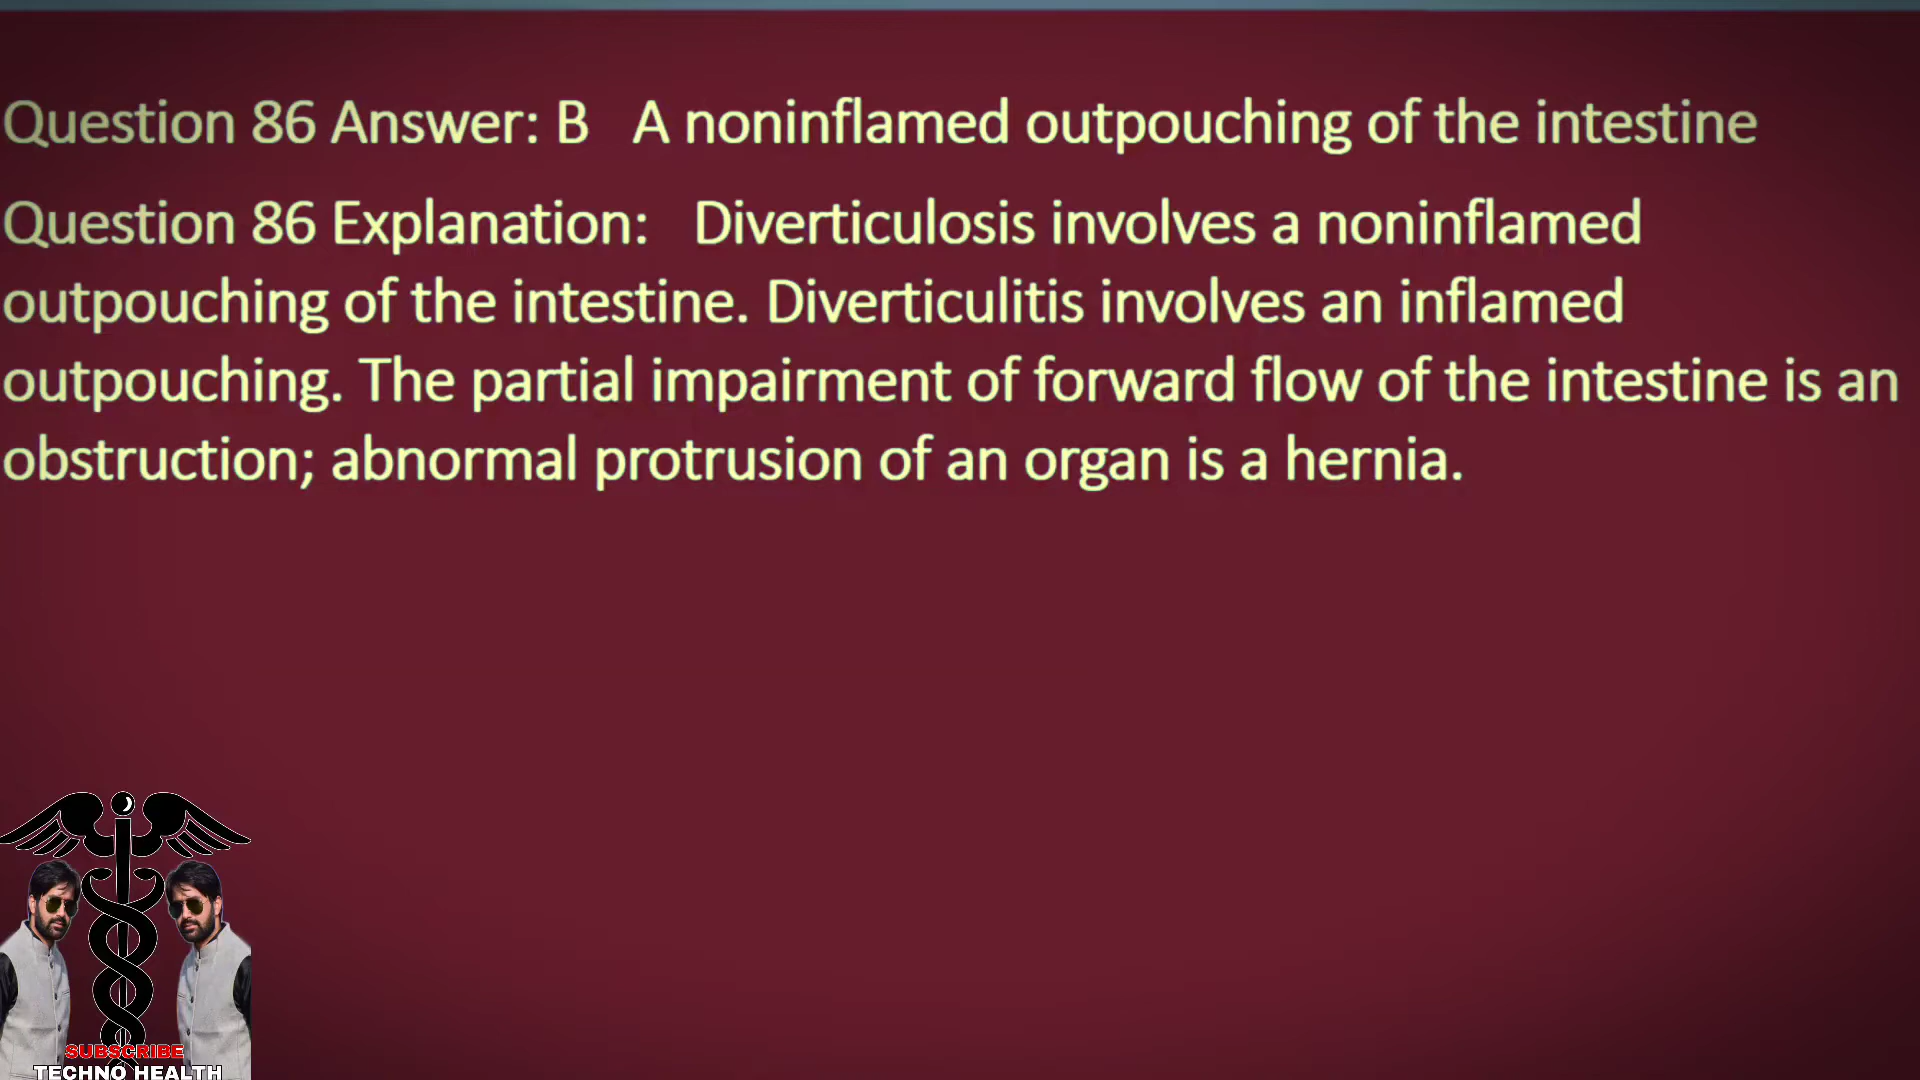 Question 86 Answer: B   A noninflamed outpouching of the intestine
Question 86 Explanation:   Diverticulosis involves a noninflamed
outpouching of the intestine. Diverticulitis involves an inflamed
outpouching. The partial impairment of forward flow of the intestine is an
obstruction; abnormal protrusion of an organ is a hernia.
SUBSCRIBE
TECHNO HEALTH